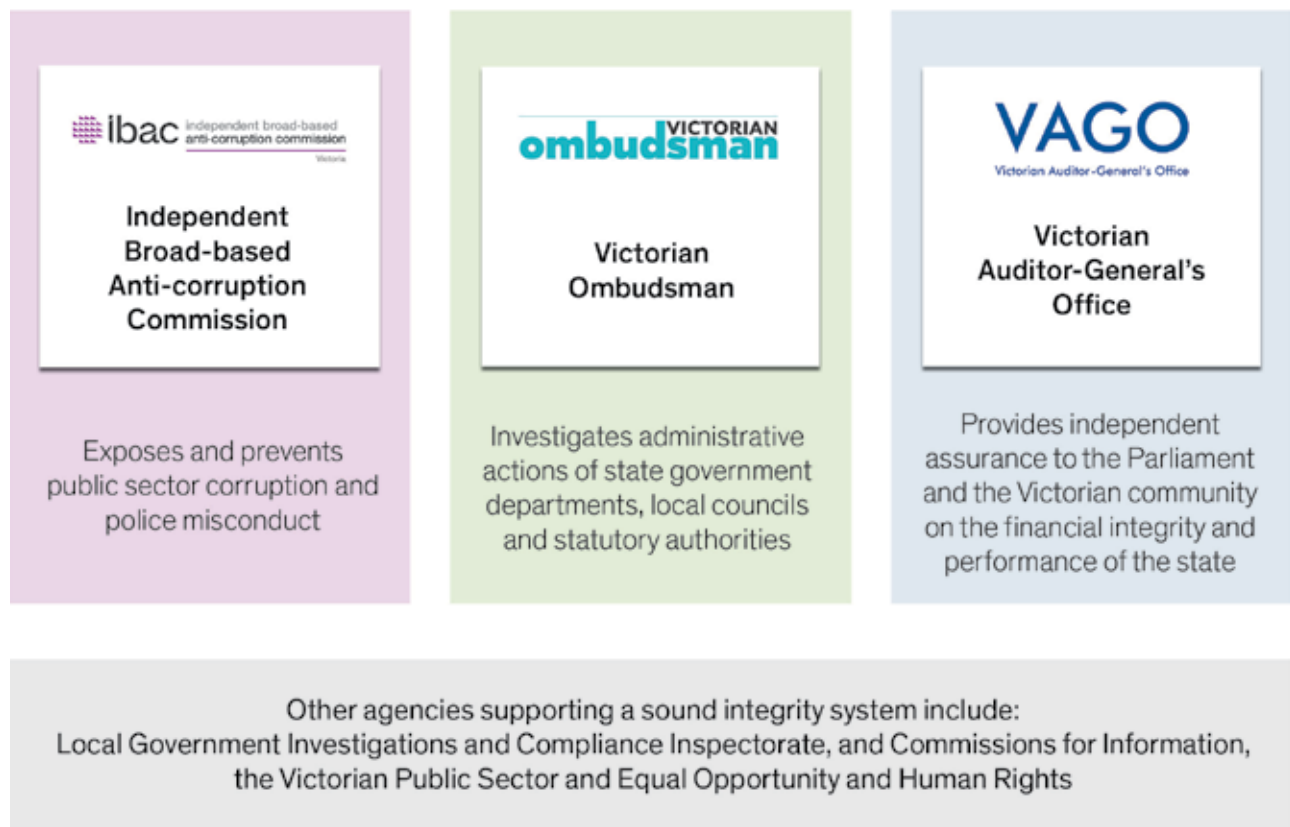 ibac independent broad-based
anti-corruption commission
Victoria
Independent
Broad-based
Anti-corruption
Commission
Exposes and prevents
public sector corruption and
police misconduct
VICTORIAN
ombudsman
Victorian
Ombudsman
Investigates administrative
actions of state government
departments, local councils
and statutory authorities
VAGO
Victorian Auditor-General's Office
Victorian
Auditor-General’s
Office
Provides independent
assurance to the Parliament
and the Victorian community
on the financial integrity and
performance of the state
Other agencies supporting a sound integrity system include:
Local Government Investigations and Compliance Inspectorate, and Commissions for Information,
the Victorian Public Sector and Equal Opportunity and Human Rights